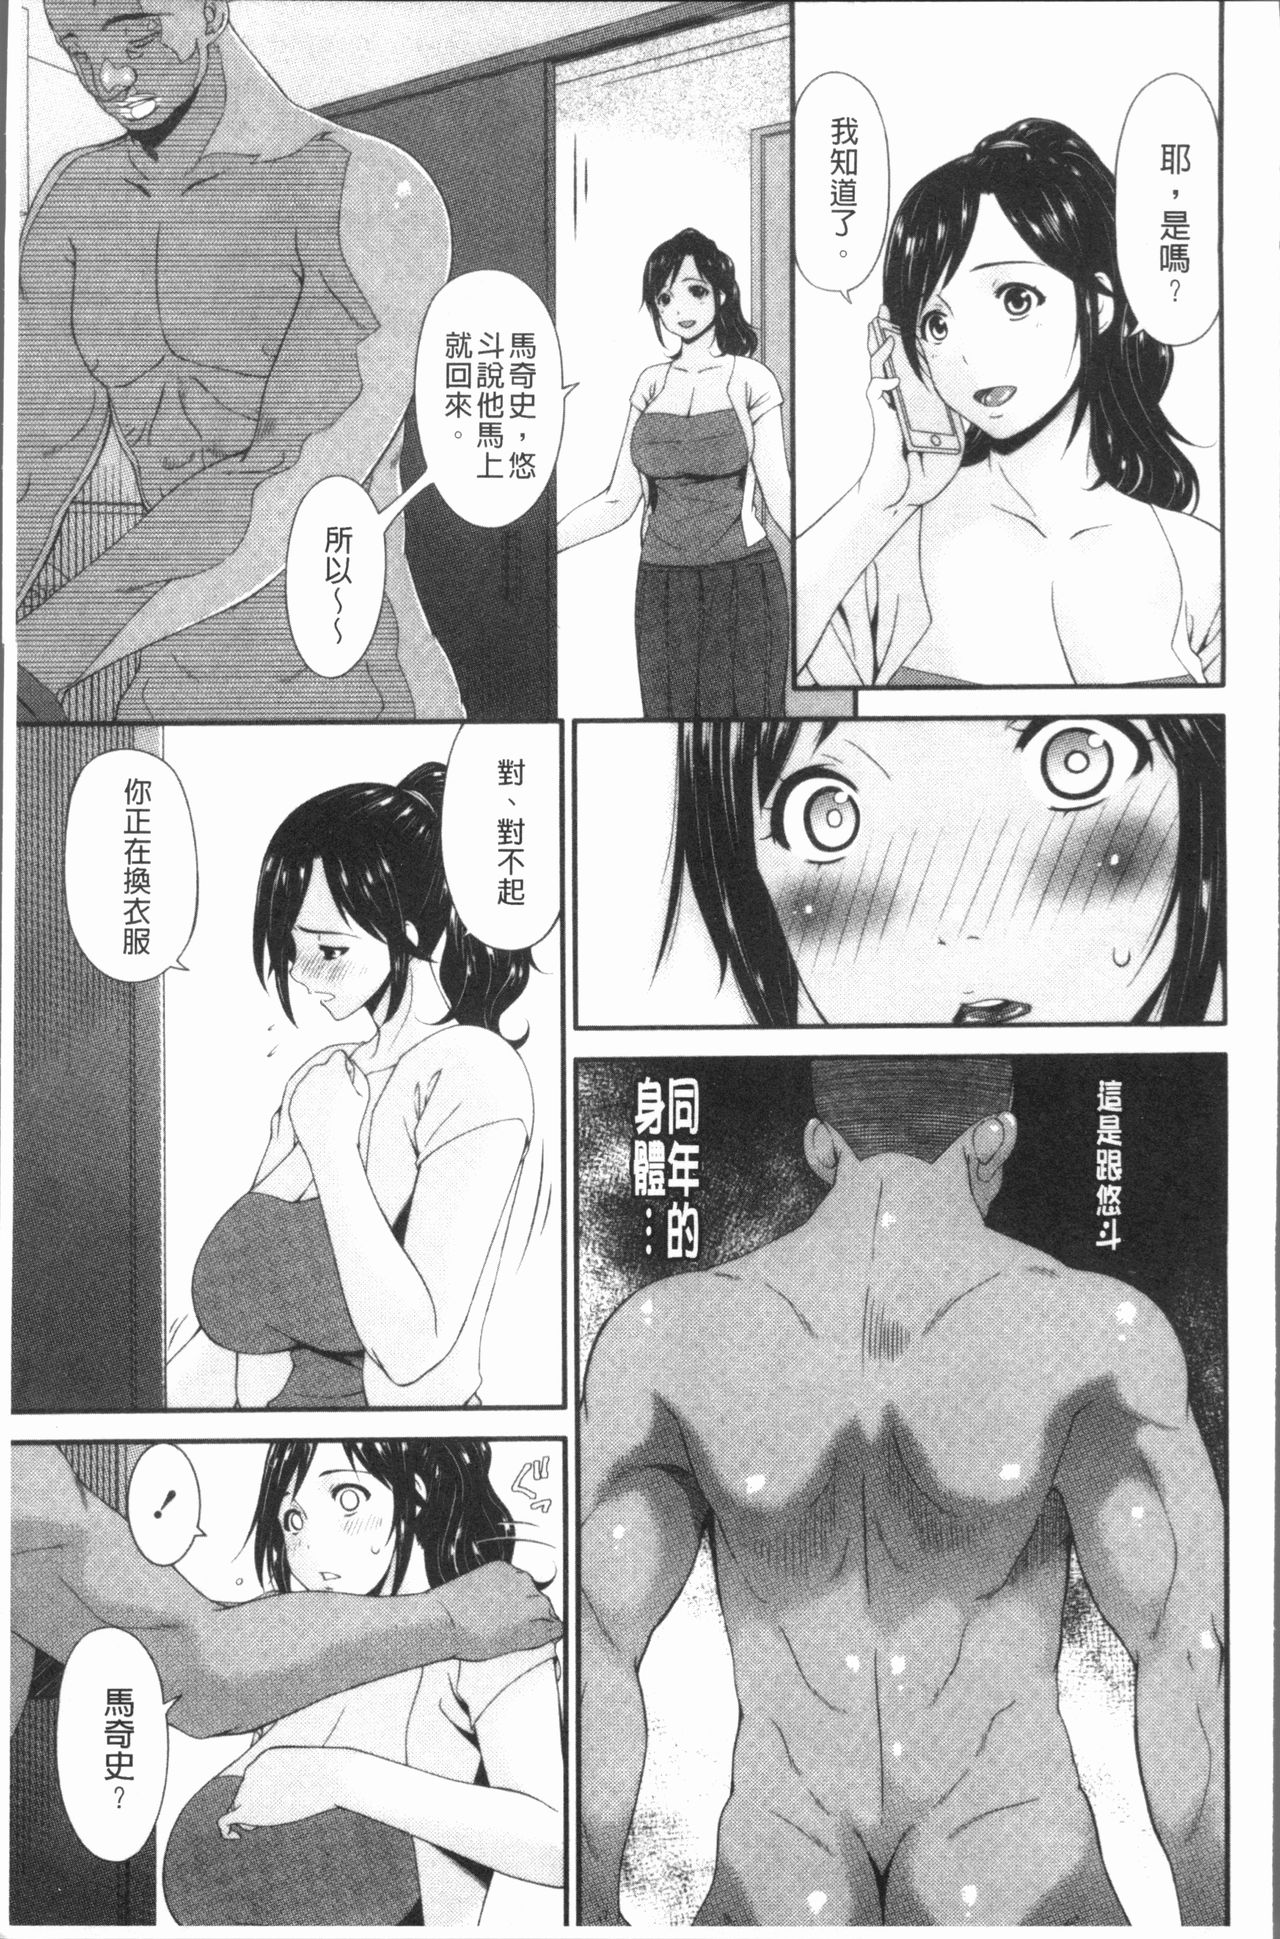 耶，是嗎？
我知道了。
馬奇史，悠
斗說他馬上
就回來。
所以～～
這是跟悠斗
同年的
身體…
對、對不起
你正在換衣服
グッ
！
馬奇史？